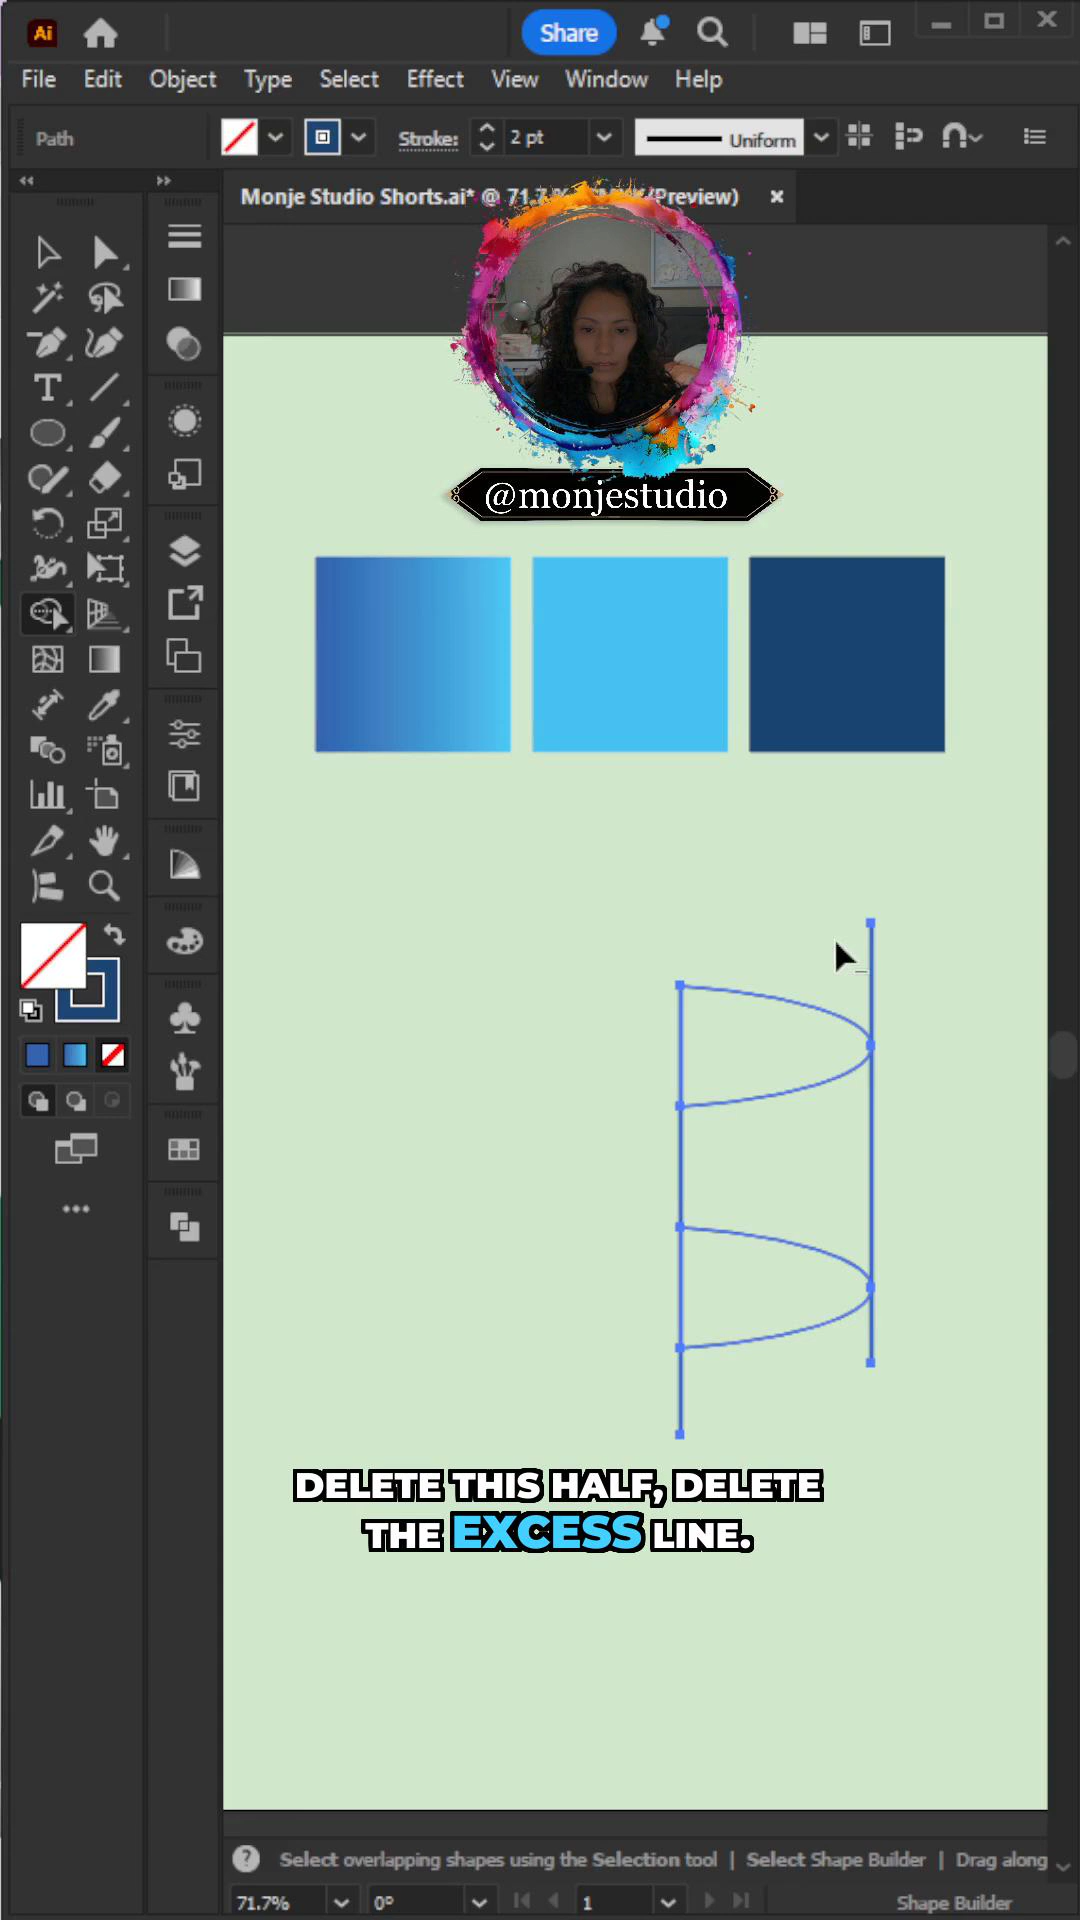 Ai
Share
File Edit Object Type Select Effect View Window Help
Path
Stroke:
2 pt
Uniform
Monje Studio Shorts.ai* @ 71.7 % Preview)
@monjestudio
T
DELETE THIS HALF, DELETE
THE EXCESS LINE.
? Select overlapping shapes using the Selection tool | Select Shape Builder | Drag along
71.7% 0° 1 Shape Builder